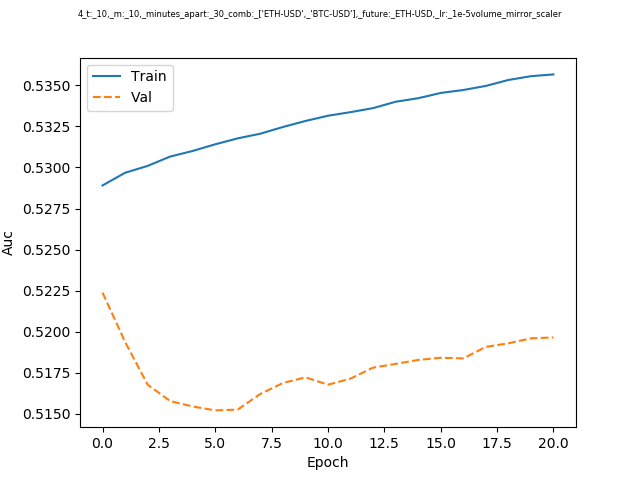 4_t:_10,_m:_10,_minutes_apart:_30_comb:_['ETH-USD',_'BTC-USD'],_future:_ETH-USD,_lr:_1e-5volume_mirror_scaler
Train
Val
0.5350
0.5325
0.5300
0.5275
0.5250
0.5225
0.5200
0.5175
0.5150
Auc
0.0 2.5 5.0 7.5 10.0 12.5 15.0 17.5 20.0
Epoch